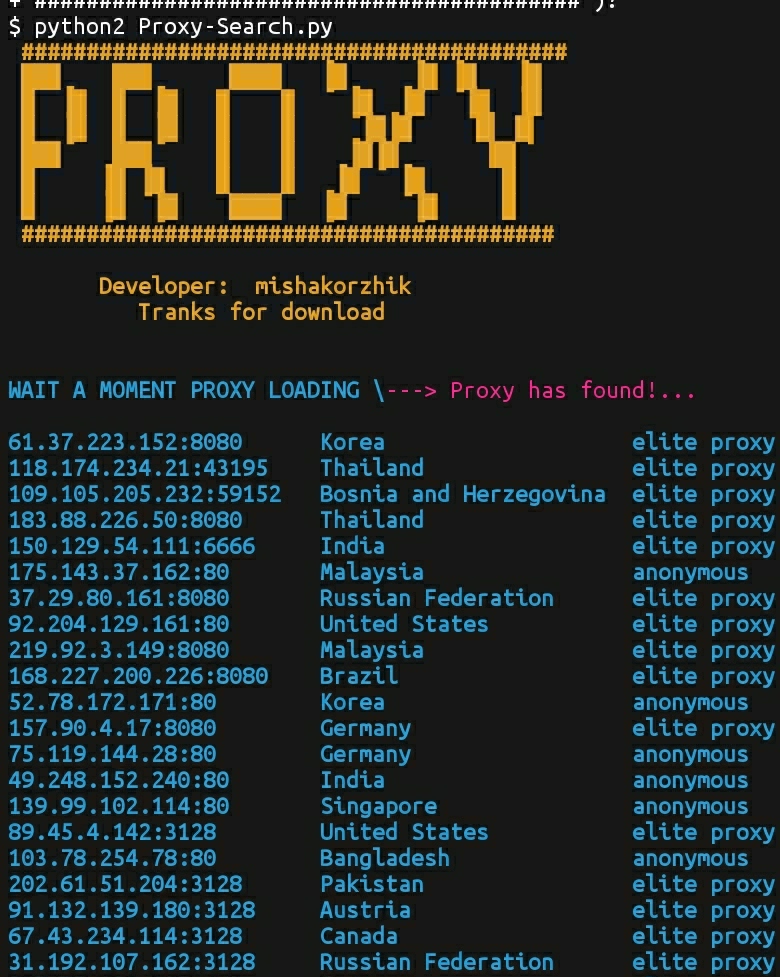 + ########################################## ):
$ python2 Proxy-Search.py
##########################################
PROXY
#########################################
Developer:  mishakorzhik
Tranks for download
WAIT A MOMENT PROXY LOADING \---> Proxy has found!...
61.37.223.152:8080 Korea elite proxy
118.174.234.21:43195 Thailand elite proxy
109.105.205.232:59152 Bosnia and Herzegovina elite proxy
183.88.226.50:8080 Thailand elite proxy
150.129.54.111:6666 India elite proxy
175.143.37.162:80 Malaysia anonymous
37.29.80.161:8080 Russian Federation elite proxy
92.204.129.161:80 United States elite proxy
219.92.3.149:8080 Malaysia elite proxy
168.227.200.226:8080 Brazil elite proxy
52.78.172.171:80 Korea anonymous
157.90.4.17:8080 Germany elite proxy
75.119.144.28:80 Germany anonymous
49.248.152.240:80 India anonymous
139.99.102.114:80 Singapore anonymous
89.45.4.142:3128 United States elite proxy
103.78.254.78:80 Bangladesh anonymous
202.61.51.204:3128 Pakistan elite proxy
91.132.139.180:3128 Austria elite proxy
67.43.234.114:3128 Canada elite proxy
31.192.107.162:3128 Russian Federation elite proxy